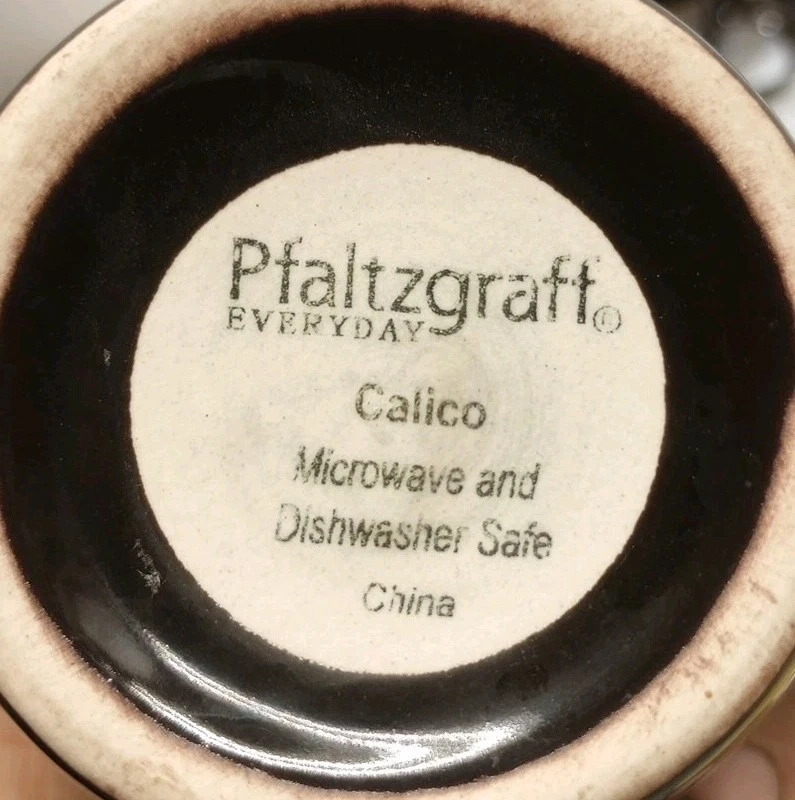 Pfaltzgraff®
EVERYDAY
Calico
Microwave and
Dishwasher Safe
China